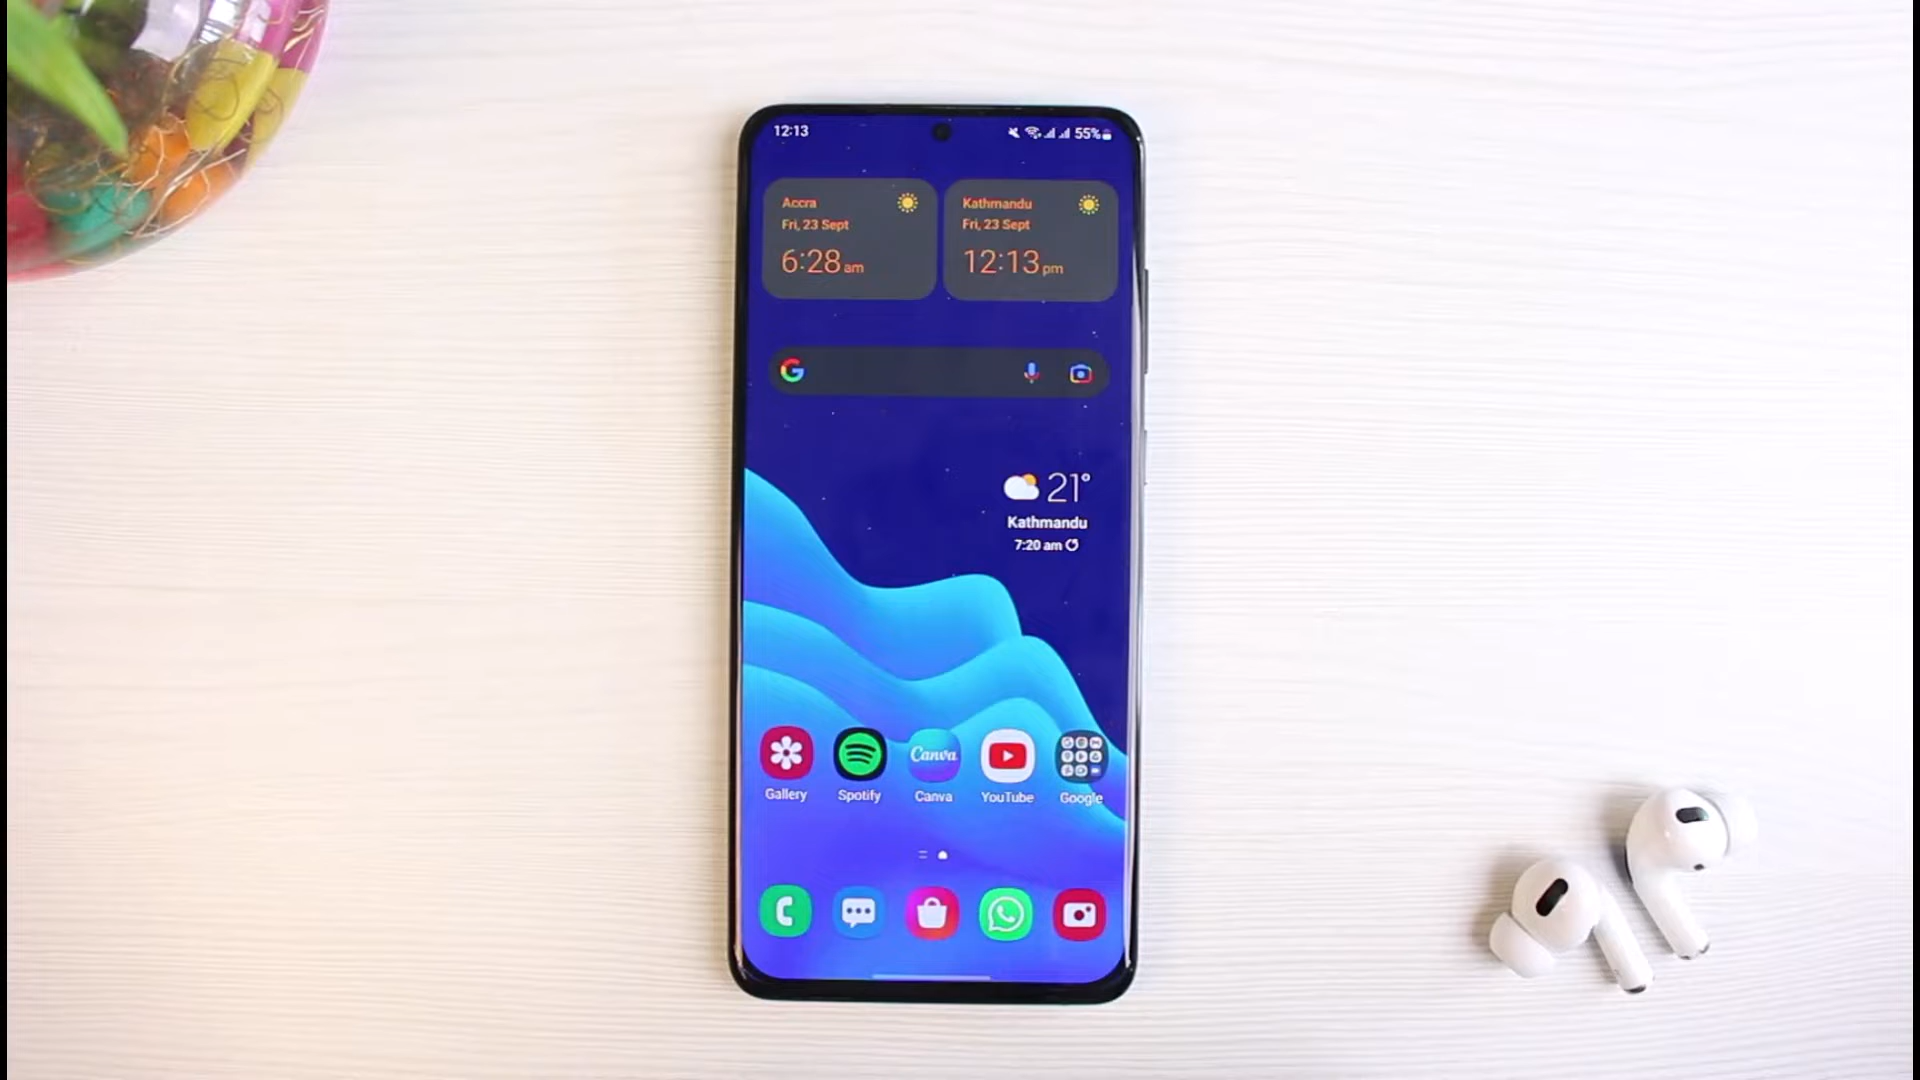 12:13
55%
Accra
Fri, 23 Sept
6:28 am
Kathmandu
Fri, 23 Sept
12:13 pm
21°
Kathmandu
7:20 am
Canva
Gallery
Spotify
Canva
YouTube
Google